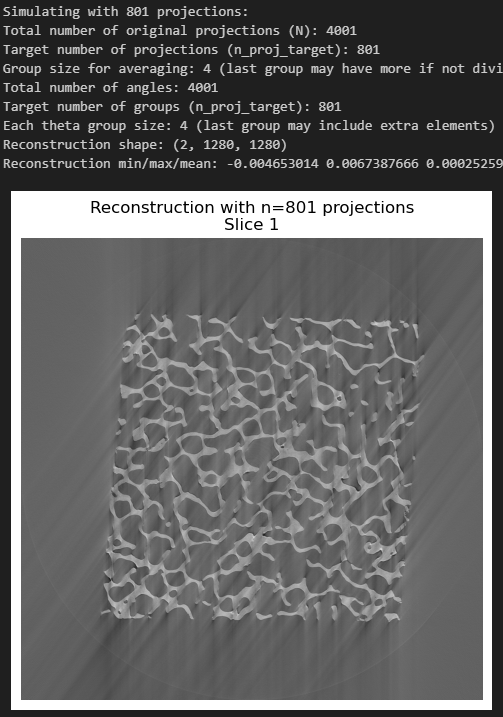 Simulating with 801 projections:
Total number of original projections (N): 4001
Target number of projections (n_proj_target): 801
Group size for averaging: 4 (last group may have more if not divi
Total number of angles: 4001
Target number of groups (n_proj_target): 801
Each theta group size: 4 (last group may include extra elements)
Reconstruction shape: (2, 1280, 1280)
Reconstruction min/max/mean: -0.004653014 0.0067387666 0.00025259
Reconstruction with n=801 projections
Slice 1